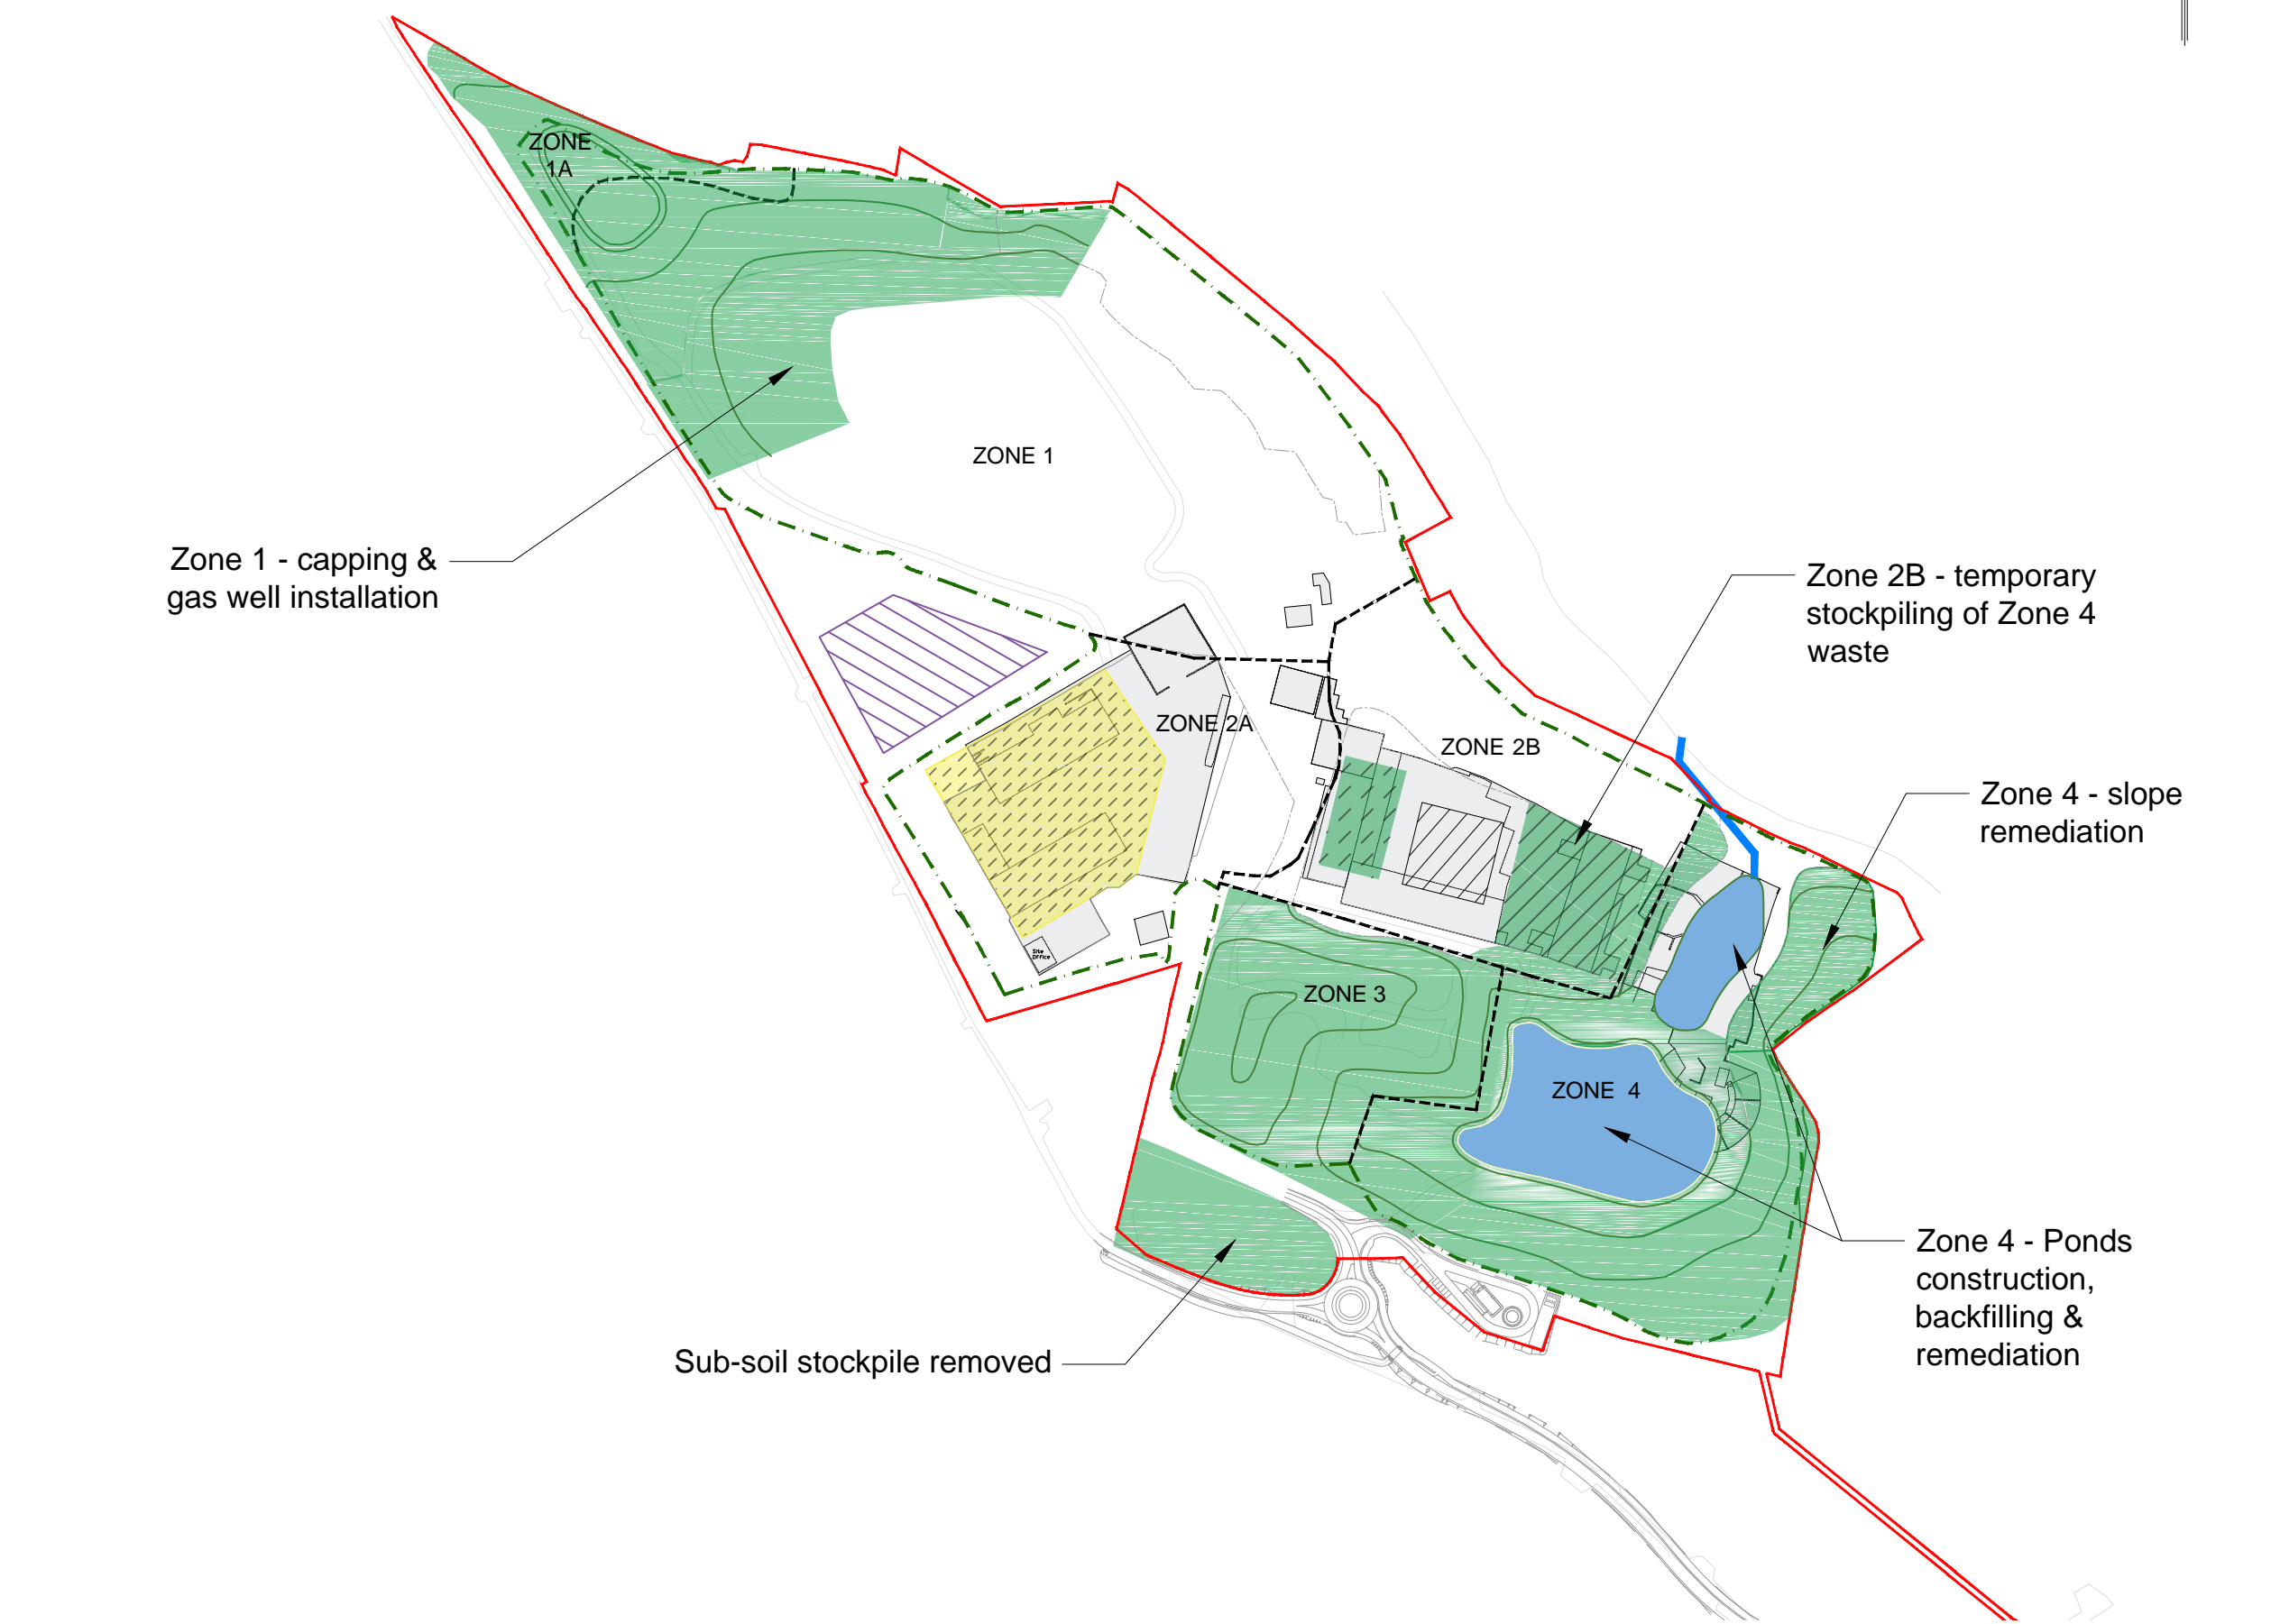 ZONE
1A
ZONE 1
Zone 1 - capping &
gas well installation
Zone 2B - temporary
stockpiling of Zone 4
waste
ZONE 2A
ZONE 2B
Zone 4 - slope
remediation
Site
Office
ZONE 3
ZONE 4
Zone 4 - Ponds
construction,
backfilling &
remediation
Sub-soil stockpile removed